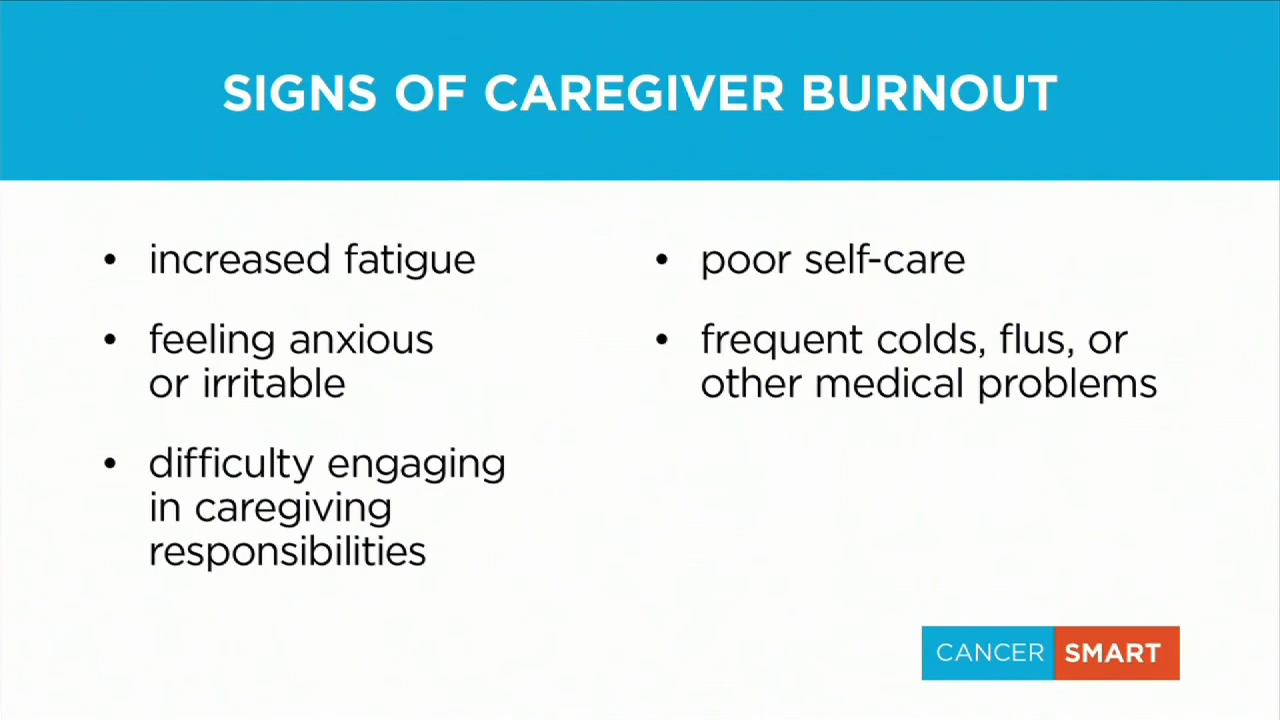 SIGNS OF CAREGIVER BURNOUT
• increased fatigue
• feeling anxious
or irritable
• difficulty engaging
in caregiving
responsibilities
• poor self-care
• frequent colds, flus, or
other medical problems
CANCER SMART